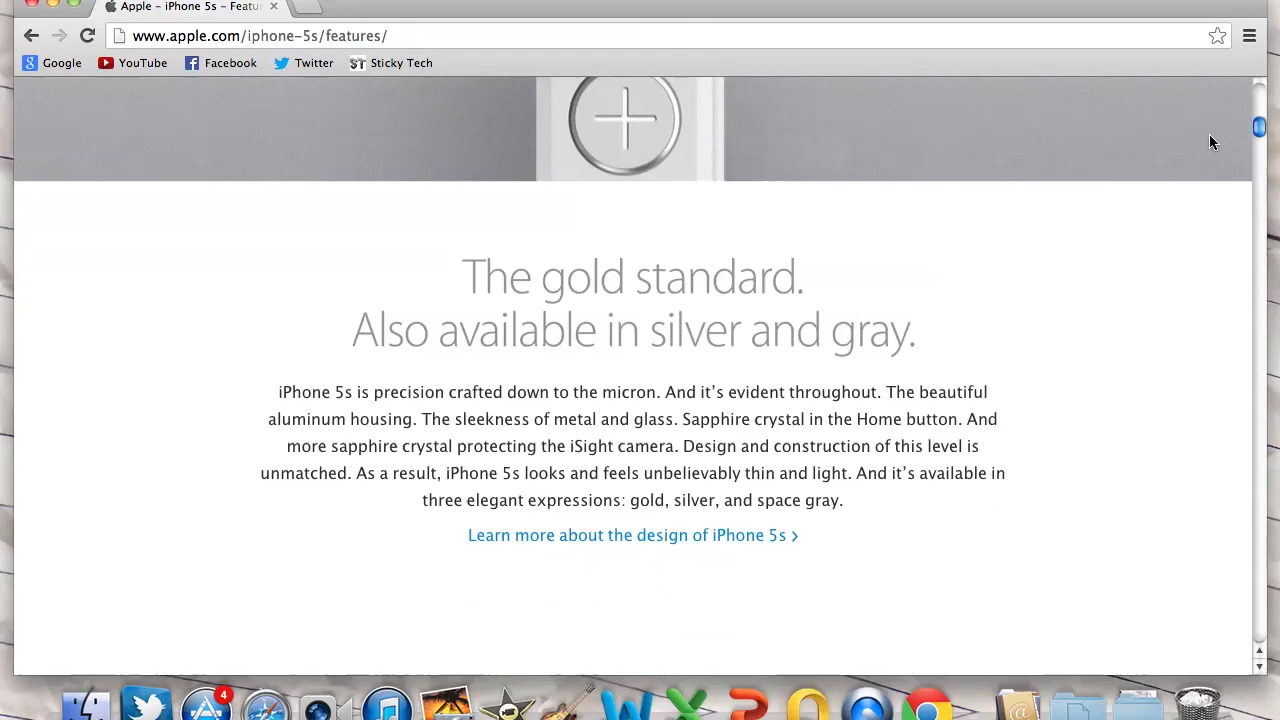 Apple - iPhone 5s - Featur
www.apple.com/iphone-5s/features/
Google YouTube Facebook Twitter Sticky Tech
The gold standard.
Also available in silver and gray.
iPhone 5s is precision crafted down to the micron. And it's evident throughout. The beautiful
aluminum housing. The sleekness of metal and glass. Sapphire crystal in the Home button. And
more sapphire crystal protecting the iSight camera. Design and construction of this level is
unmatched. As a result, iPhone 5s looks and feels unbelievably thin and light. And it's available in
three elegant expressions: gold, silver, and space gray.
Learn more about the design of iPhone 5s >
4